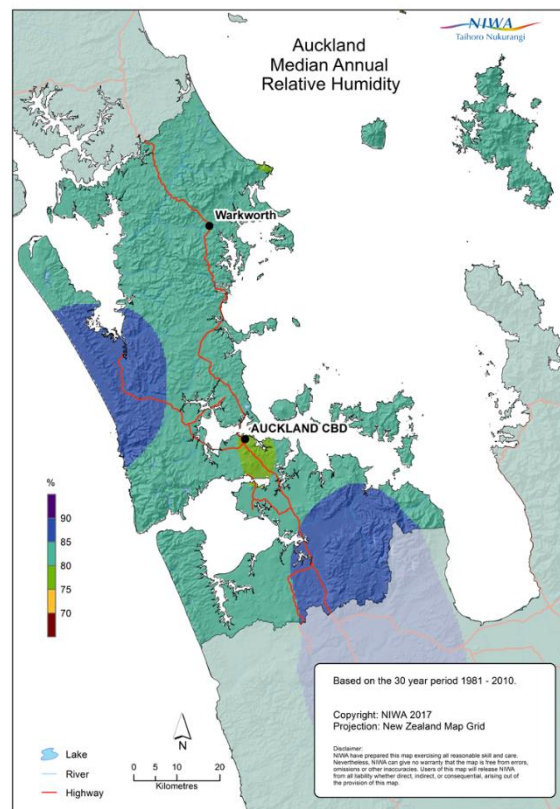 NIWA
Taihoro Nukurangi
Auckland
Median Annual
Relative Humidity
Warkworth
AUCKLAND CBD
%
90
85
80
75
70
Based on the 30 year period 1981 - 2010.
Copyright: NIWA 2017
Projection: New Zealand Map Grid
Disclaimer:
NIWA have prepared this map exercising all reasonable skill and care.
Nevertheless, NIWA can give no warranty that the map is free from errors,
omissions or other inaccuracies. Users of this map will release NIWA
from all liability whether direct, indirect, or consequential, arising out of
the provision of this map.
N
Lake
River
Highway
20 10 0 20
Kilometres